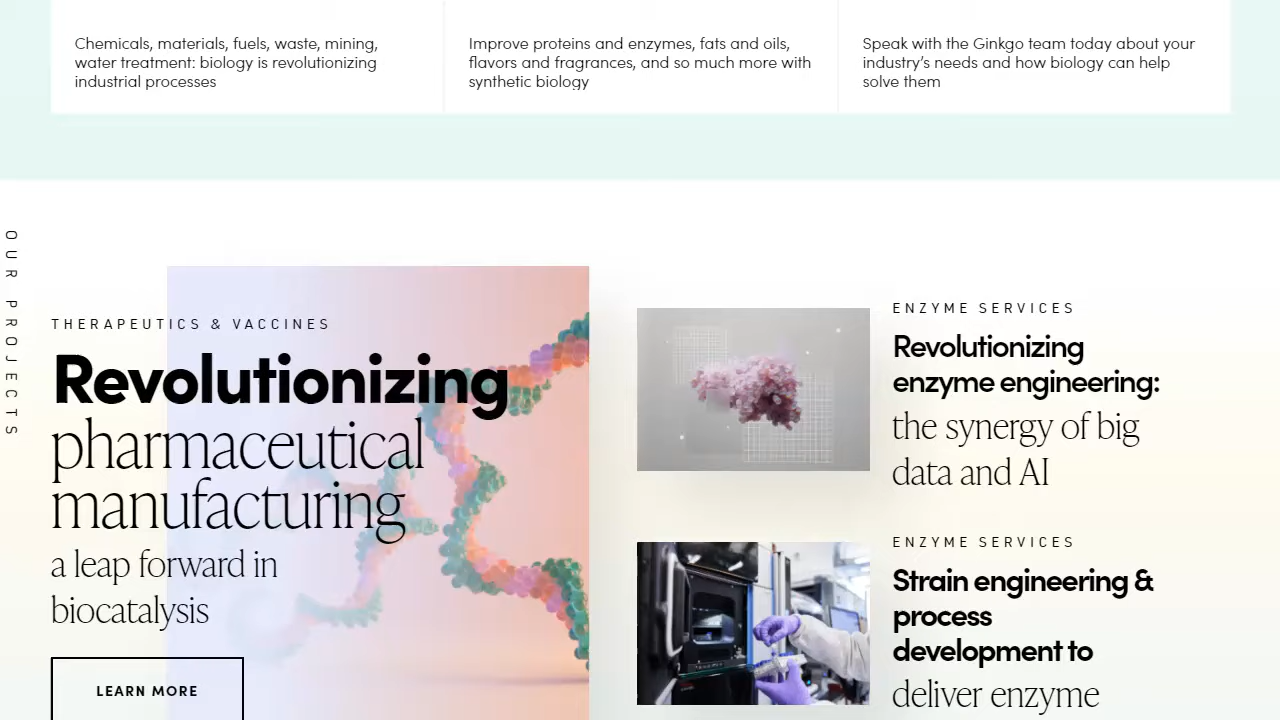 Chemicals, materials, fuels, waste, mining,
water treatment: biology is revolutionizing
industrial processes
Improve proteins and enzymes, fats and oils,
flavors and fragrances, and so much more with
synthetic biology
Speak with the Ginkgo team today about your
industry’s needs and how biology can help
solve them
OUR PROJECTS
THERAPEUTICS & VACCINES
Revolutionizing
pharmaceutical
manufacturing
a leap forward in
biocatalysis
LEARN MORE
ENZYME SERVICES
Revolutionizing
enzyme engineering:
the synergy of big
data and AI
ENZYME SERVICES
Strain engineering &
process
development to
deliver enzyme